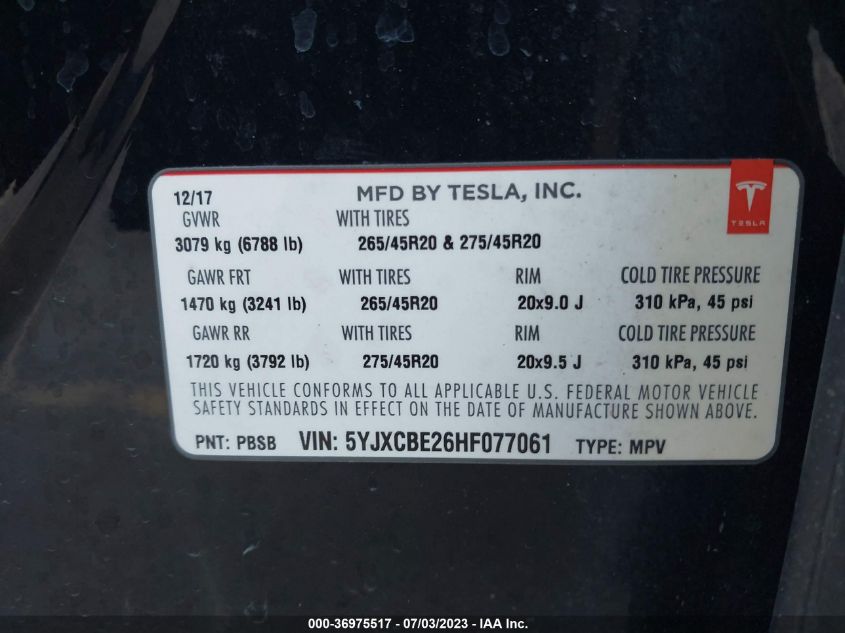 12/17 MFD BY TESLA, INC.
TESLA
GVWR WITH TIRES
3079 kg (6788 lb) 265/45R20 & 275/45R20
GAWR FRT WITH TIRES RIM COLD TIRE PRESSURE
1470 kg (3241 lb) 265/45R20 20x9.0 J 310 kPa, 45 psi
GAWR RR WITH TIRES RIM COLD TIRE PRESSURE
1720 kg (3792 lb) 275/45R20 20x9.5 J 310 kPa, 45 psi
THIS VEHICLE CONFORMS TO ALL APPLICABLE U.S. FEDERAL MOTOR VEHICLE
SAFETY STANDARDS IN EFFECT ON THE DATE OF MANUFACTURE SHOWN ABOVE.
PNT: PBSB VIN: 5YJXCBE26HF077061 TYPE: MPV
000-36975517 - 07/03/2023 - IAA Inc.